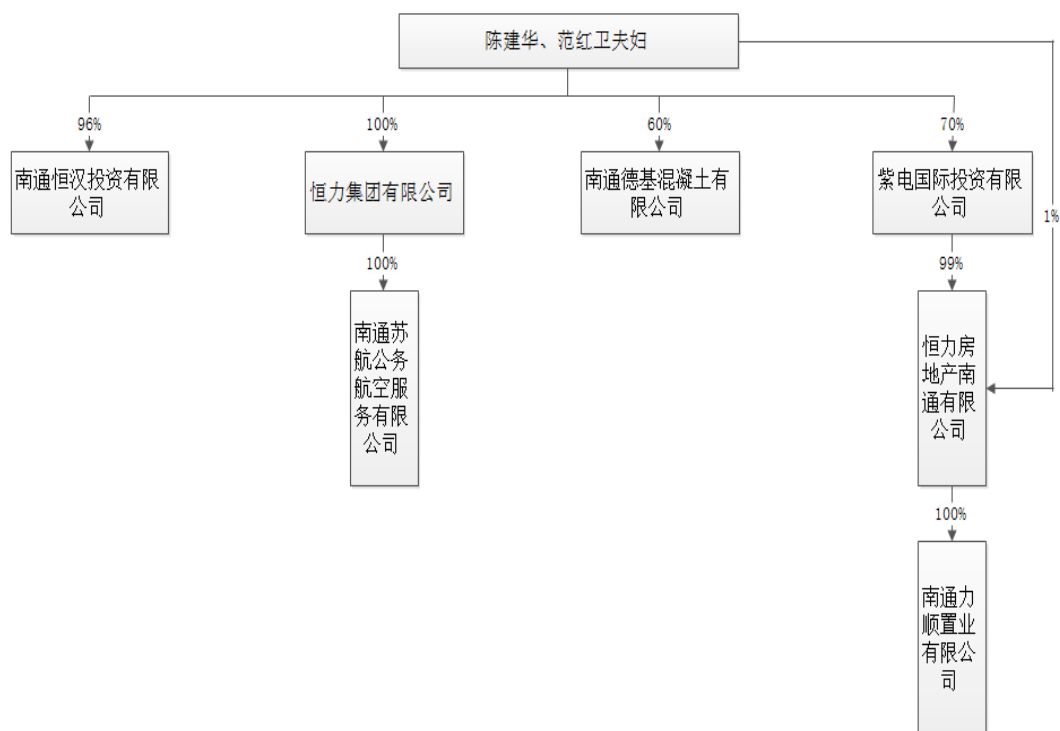 陈建华、范红卫夫妇
96%
100%
60%
70%
1%
南通恒汉投资有限
公司
恒力集团有限公司
南通德基混凝土有
限公司
紫电国际投资有限
公司
100%
99%
南通苏
航公务
航空服
务有限
公司
恒力房
地产南
通有限
公司
100%
南通力
顺置业
有限公
司